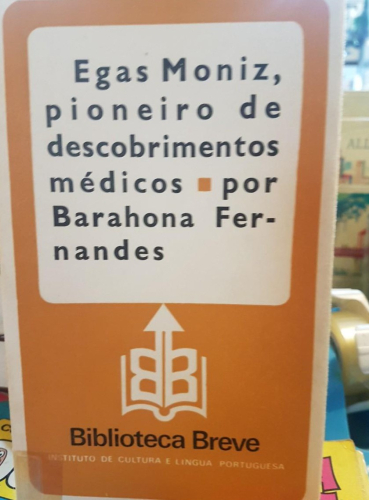 Egas Moniz,
pioneiro de
descobrimentos
médicos ■ por
Barahona Fer-
nandes
Biblioteca Breve
INSTITUTO DE CULTURA E LÍNGUA PORTUGUESA